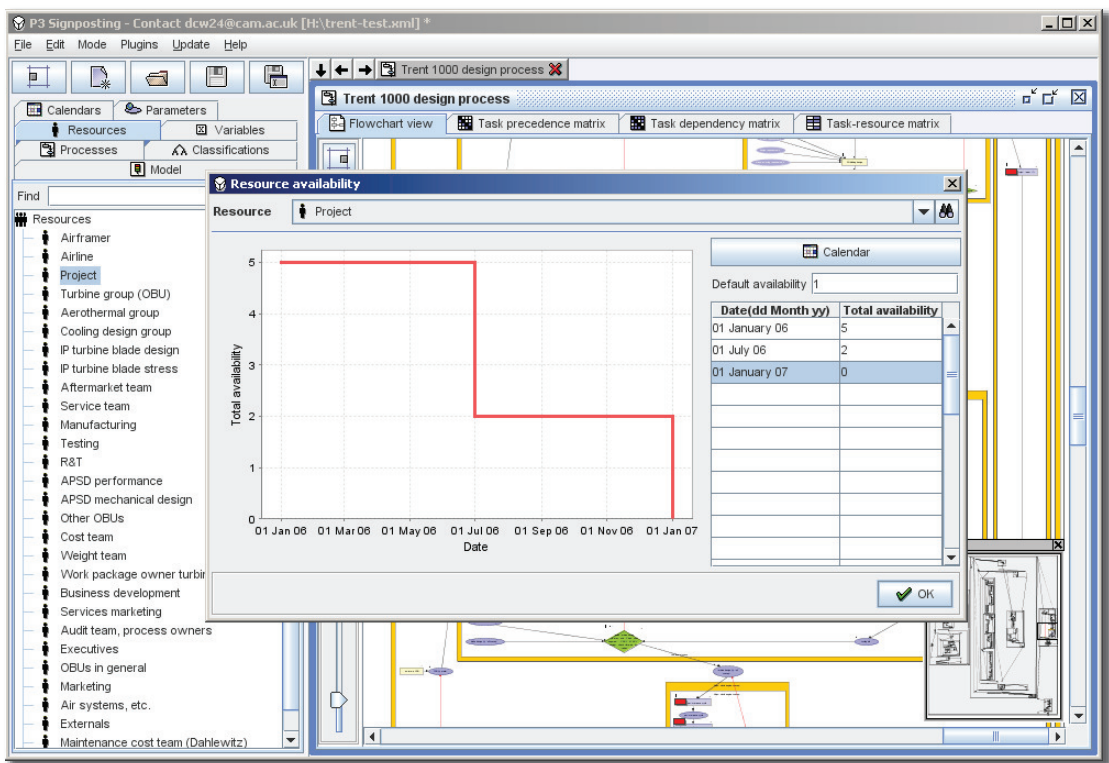 P3 Signposting - Contact dcw24@cam.ac.uk [H:\trent-test.xml] *
File Edit Mode Plugins Update Help
Trent 1000 design process
Calendars Parameters
Resources Variables
Processes Classifications
Model
Find
Resources
Airframer
Airline
Project
Turbine group (OBU)
Aerothermal group
Cooling design group
IP turbine blade design
IP turbine blade stress
Aftermarket team
Service team
Manufacturing
Testing
R&T
APSD performance
APSD mechanical design
Other OBUs
Cost team
Weight team
Work package owner turbin
Business development
Services marketing
Audit team, process owners
Executives
OBUs in general
Marketing
Air systems, etc.
Externals
Maintenance cost team (Dahlewitz)
Trent 1000 design process
Flowchart view Task precedence matrix Task dependency matrix Task-resource matrix
Resource availability
Resource Project
Total availability
5
4
3
2
1
0
01 Jan 06 01 Mar 06 01 May 06 01 Jul 06 01 Sep 06 01 Nov 06 01 Jan 07
Date
Calendar
Default availability 1
Date(dd Month yy) Total availability
01 January 06 5
01 July 06 2
01 January 07 0
OK